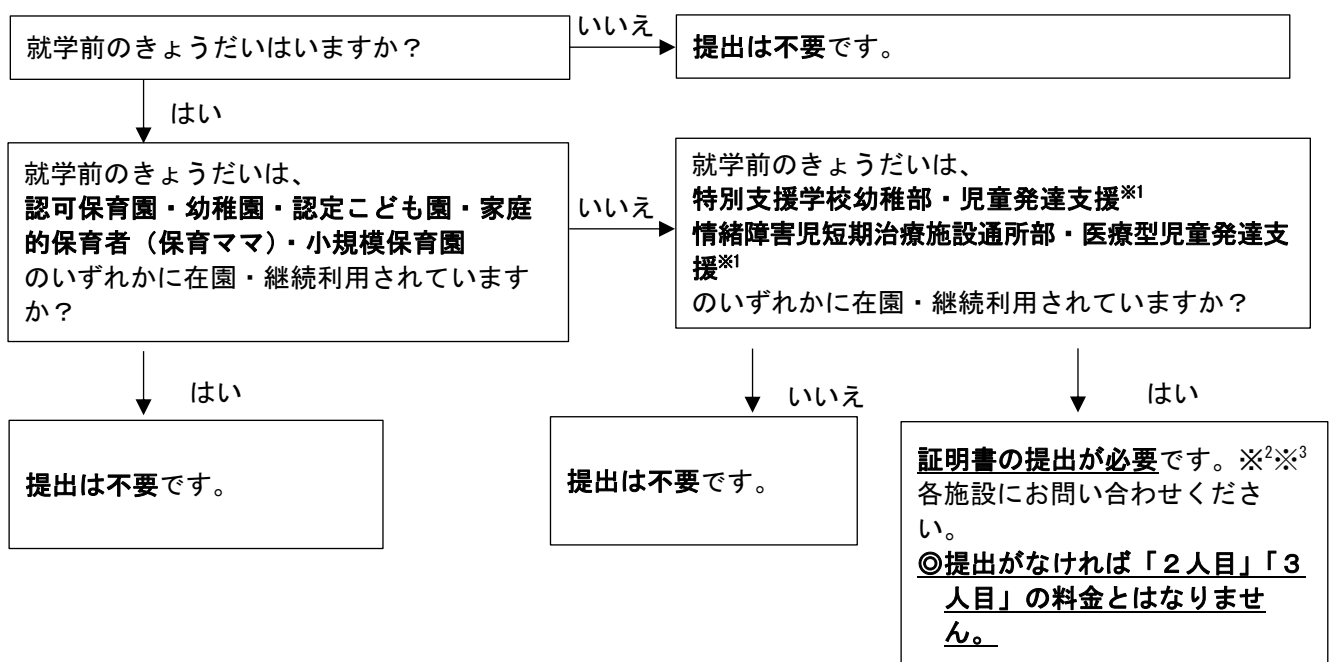 就学前のきょうだいはいますか？
いいえ
提出は不要です。
はい
就学前のきょうだいは、
認可保育園・幼稚園・認定こども園・家庭
的保育者（保育ママ）・小規模保育園
のいずれかに在園・継続利用されています
か？
いいえ
就学前のきょうだいは、
特別支援学校幼稚部・児童発達支援※1
情緒障害児短期治療施設通所部・医療型児童発達支
援※1
のいずれかに在園・継続利用されていますか？
はい
いいえ
はい
提出は不要です。
提出は不要です。
証明書の提出が必要です。※2※3
各施設にお問い合わせくださ
い。
◎提出がなければ「２人目」「３
人目」の料金とはなりませ
ん。